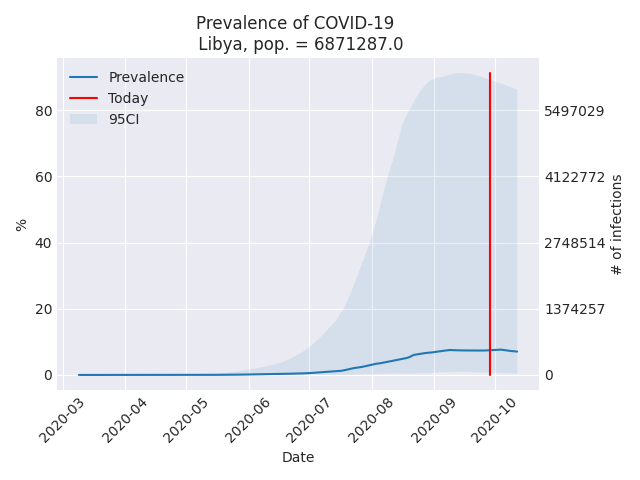 Prevalence of COVID-19
Libya, pop. = 6871287.0
Prevalence
Today
95CI
80
60
40
20
0
%
5497029
4122772
2748514
1374257
0
# of infections
2020-03
2020-04
2020-05
2020-06
2020-07
2020-08
2020-09
2020-10
Date